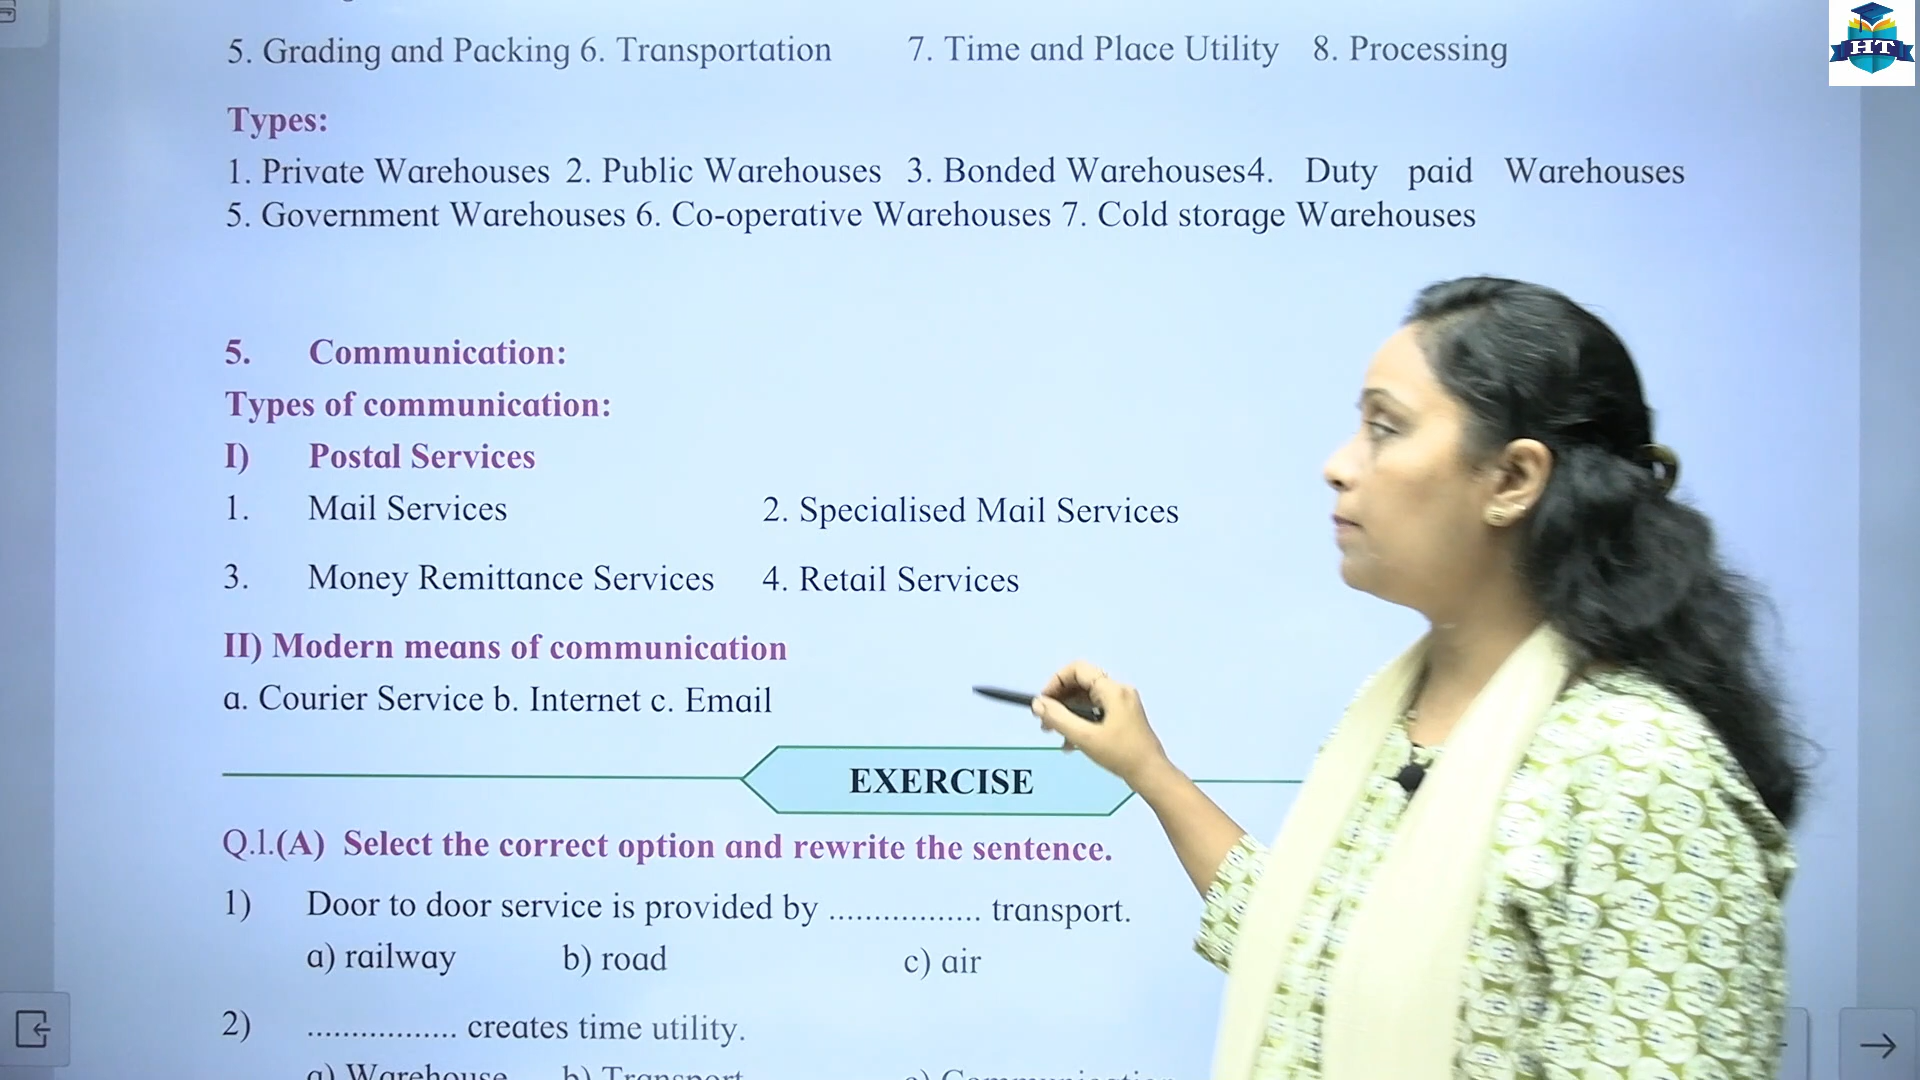 5. Grading and Packing 6. Transportation 7. Time and Place Utility 8. Processing
Types:
1. Private Warehouses 2. Public Warehouses 3. Bonded Warehouses4. Duty paid Warehouses
5. Government Warehouses 6. Co-operative Warehouses 7. Cold storage Warehouses
5. Communication:
Types of communication:
I) Postal Services
1. Mail Services 2. Specialised Mail Services
3. Money Remittance Services 4. Retail Services
II) Modern means of communication
a. Courier Service b. Internet c. Email
EXERCISE
Q.1.(A) Select the correct option and rewrite the sentence.
1) Door to door service is provided by ................. transport.
a) railway b) road c) air
2) ................. creates time utility.
a) Warehouse b) Transport
HT